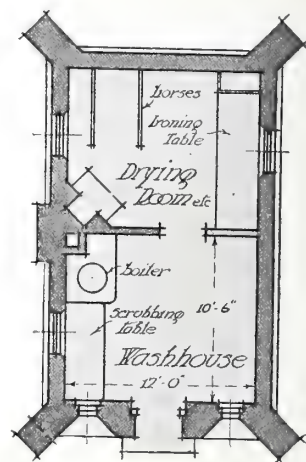 horses
Ironing
Table
Drying
Room etc
boiler
10'-6"
Scrubbing
Table
Washhouse
12'-0"